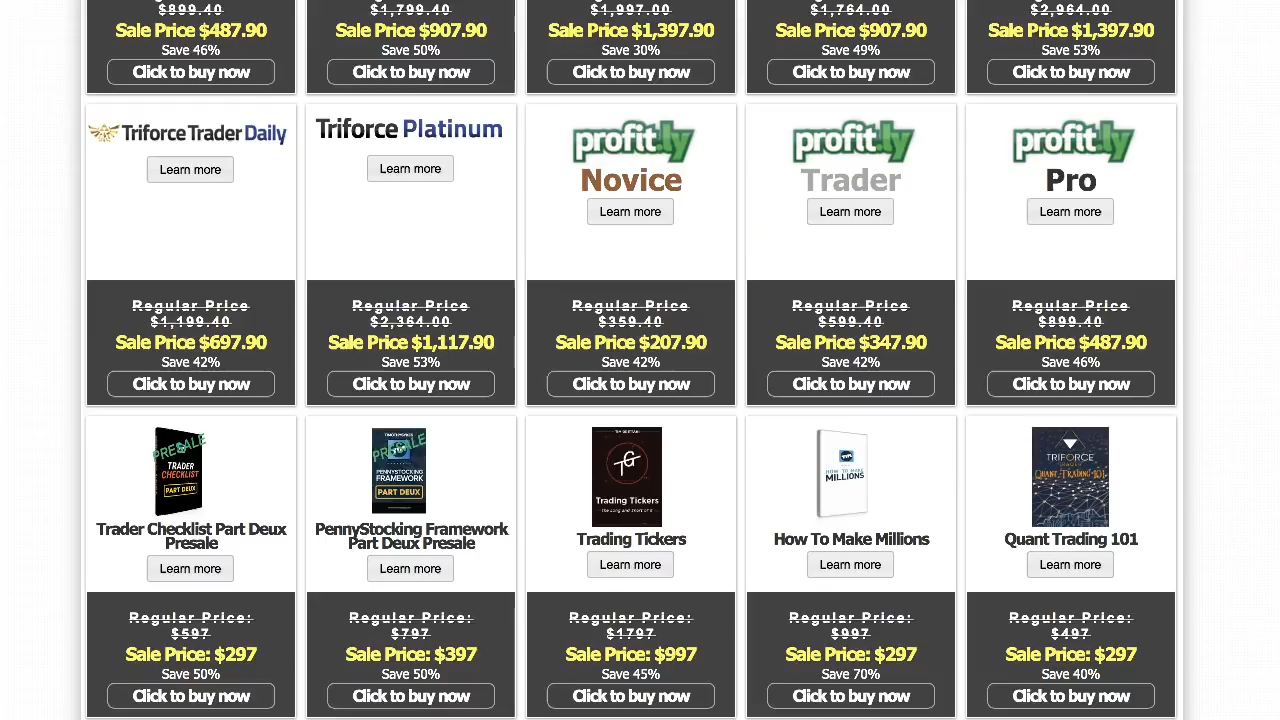 $899.40 $1,799.40 $1,997.00 $1,764.00 $2,964.00
Sale Price $487.90 Sale Price $907.90 Sale Price $1,397.90 Sale Price $907.90 Sale Price $1,397.90
Save 46% Save 50% Save 30% Save 49% Save 53%
Click to buy now Click to buy now Click to buy now Click to buy now Click to buy now
Triforce Trader Daily
Learn more
Regular Price
$1,199.40
Sale Price $697.90
Save 42%
Click to buy now
Triforce Platinum
Learn more
Regular Price
$2,364.00
Sale Price $1,117.90
Save 53%
Click to buy now
profit.ly
Novice
Learn more
Regular Price
$359.40
Sale Price $207.90
Save 42%
Click to buy now
profit.ly
Trader
Learn more
Regular Price
$599.40
Sale Price $347.90
Save 42%
Click to buy now
profit.ly
Pro
Learn more
Regular Price
$899.40
Sale Price $487.90
Save 46%
Click to buy now
PRESALE
TRADER
CHECKLIST
PART DEUX
Trader Checklist Part Deux
Presale
Learn more
Regular Price:
$597
Sale Price: $297
Save 50%
Click to buy now
PRESALE
PENNYSTOCKING
FRAMEWORK
PART DEUX
PennyStocking Framework
Part Deux Presale
Learn more
Regular Price:
$797
Sale Price: $397
Save 50%
Click to buy now
Trading Tickers
Trading Tickers
Learn more
Regular Price:
$1797
Sale Price: $997
Save 45%
Click to buy now
HOW TO MAKE
MILLIONS
How To Make Millions
Learn more
Regular Price:
$997
Sale Price: $297
Save 70%
Click to buy now
TRIFORCE
TRADER
QUANT TRADING 101
Quant Trading 101
Learn more
Regular Price:
$497
Sale Price: $297
Save 40%
Click to buy now